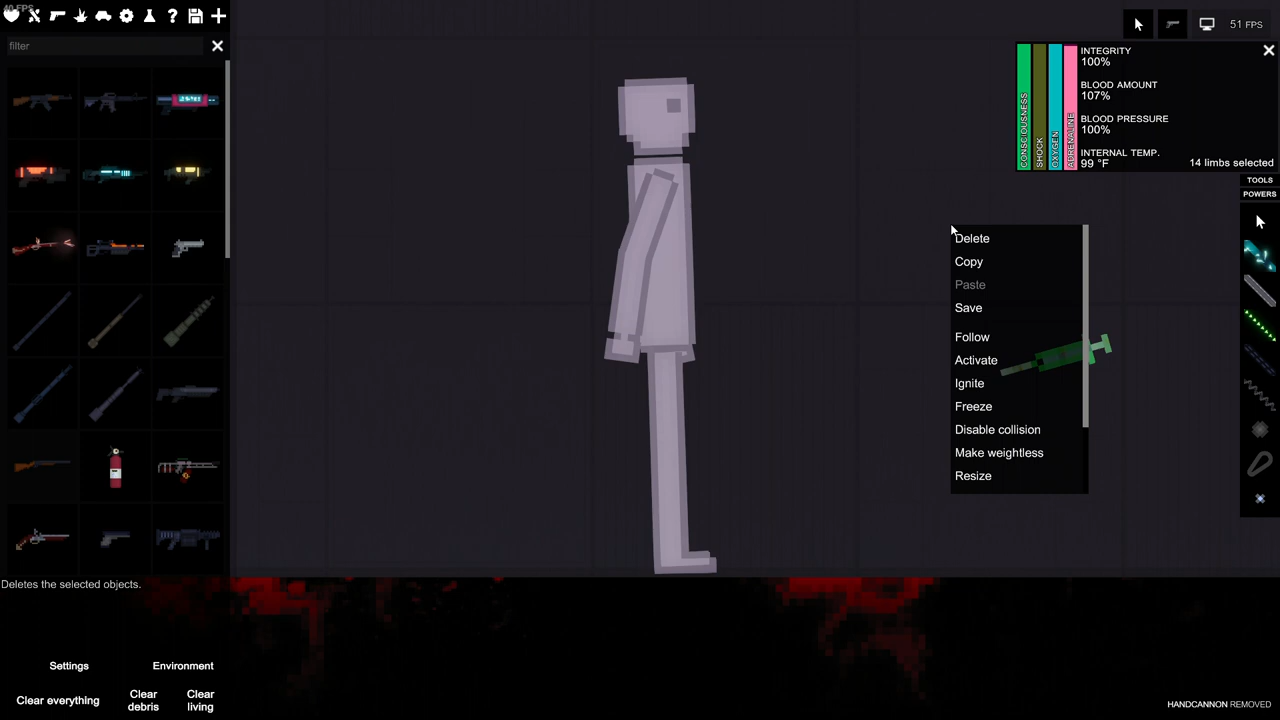 40 FPS
?
filter
51 FPS
INTEGRITY
100%
BLOOD AMOUNT
107%
BLOOD PRESSURE
100%
INTERNAL TEMP.
99 °F
14 limbs selected
CONSCIOUSNESS
SHOCK
OXYGEN
ADRENALINE
TOOLS
POWERS
Delete
Copy
Paste
Save
Follow
Activate
Ignite
Freeze
Disable collision
Make weightless
Resize
Deletes the selected objects.
Settings
Environment
Clear everything
Clear
debris
Clear
living
HANDCANNON REMOVED